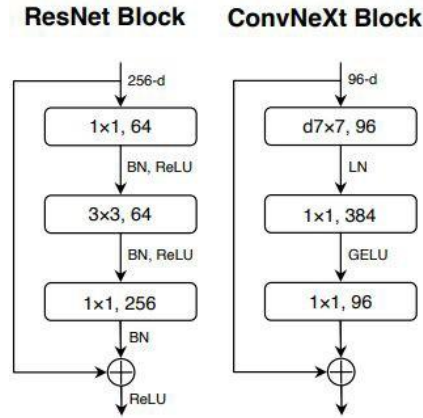 ResNet Block
256-d
1×1, 64
BN, ReLU
3×3, 64
BN, ReLU
1×1, 256
BN
ReLU
ConvNeXt Block
96-d
d7×7, 96
LN
1×1, 384
GELU
1×1, 96